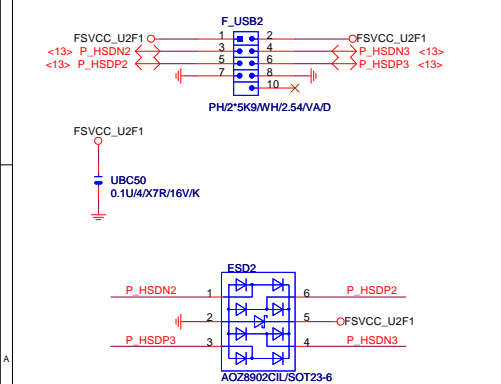 F_USB2
FSVCC_U2F1 1 2 FSVCC_U2F1
<13> P_HSDN2 3 4 P_HSDN3 <13>
<13> P_HSDP2 5 6 P_HSDP3 <13>
7 8
10
PH/2*5K9/WH/2.54/VA/D
FSVCC_U2F1
UBC50
0.1U/4/X7R/16V/K
ESD2
P_HSDN2 1 6 P_HSDP2
2 5 FSVCC_U2F1
P_HSDP3 3 4 P_HSDN3
A
AOZ8902CIL/SOT23-6